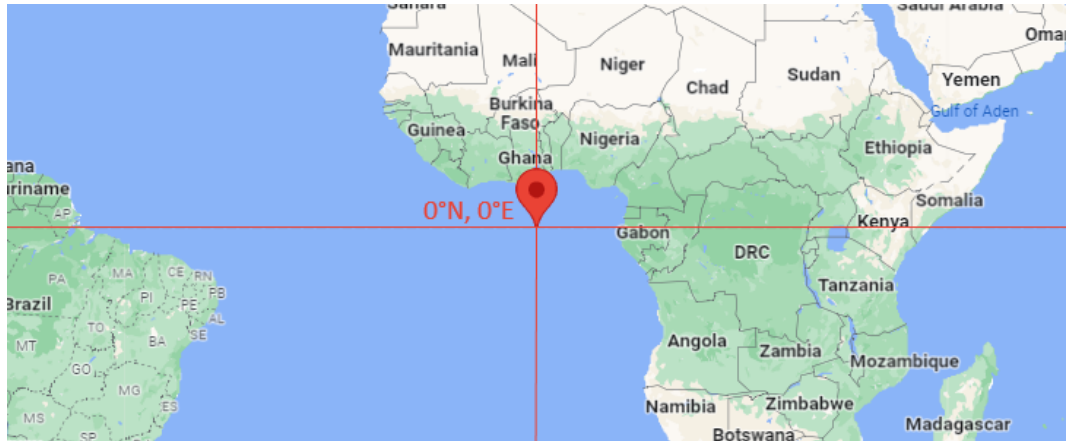 Sahara
Saudi Arabia
Oman
Mauritania
Mali
Niger
Chad
Sudan
Yemen
Gulf of Aden
Burkina
Faso
Guinea
Nigeria
Ethiopia
Ghana
ana
uriname
Somalia
AP
0°N, 0°E
Kenya
Gabon
DRC
PA
MA
CE
RN
Brazil
PI
PB
PE
Tanzania
AL
TO
SE
MT
BA
Angola
Zambia
Mozambique
GO
MG
ES
Namibia
Zimbabwe
MS
SP
Madagascar
Botswana